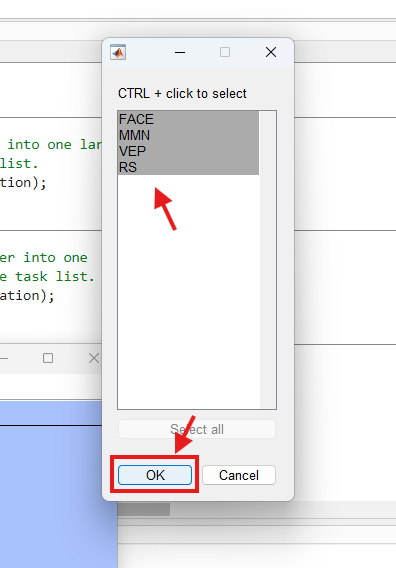 CTRL + click to select
FACE
MMN
VEP
RS
into one lar
list.
ation);
er into one
e task list.
ation);
Select all
OK
Cancel